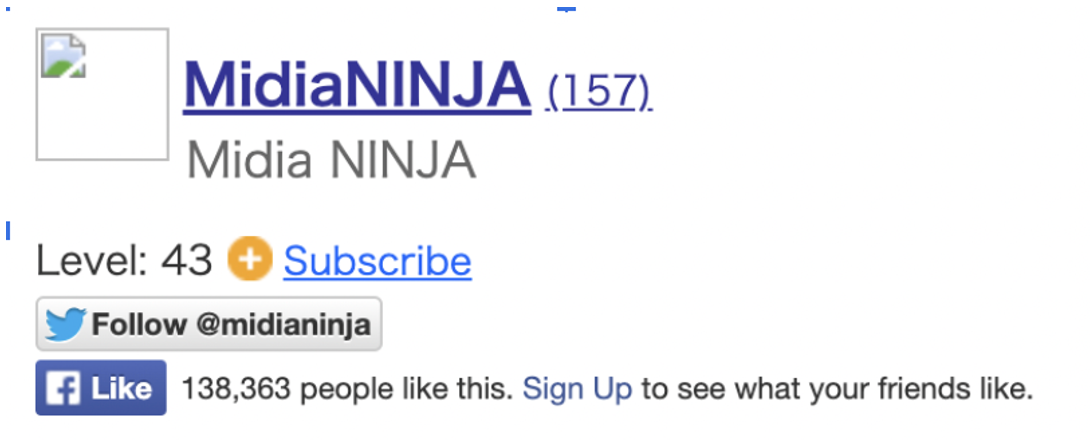 MidiaNINJA (157)
Midia NINJA
Level: 43 + Subscribe
Follow @midianinja
f Like 138,363 people like this. Sign Up to see what your friends like.